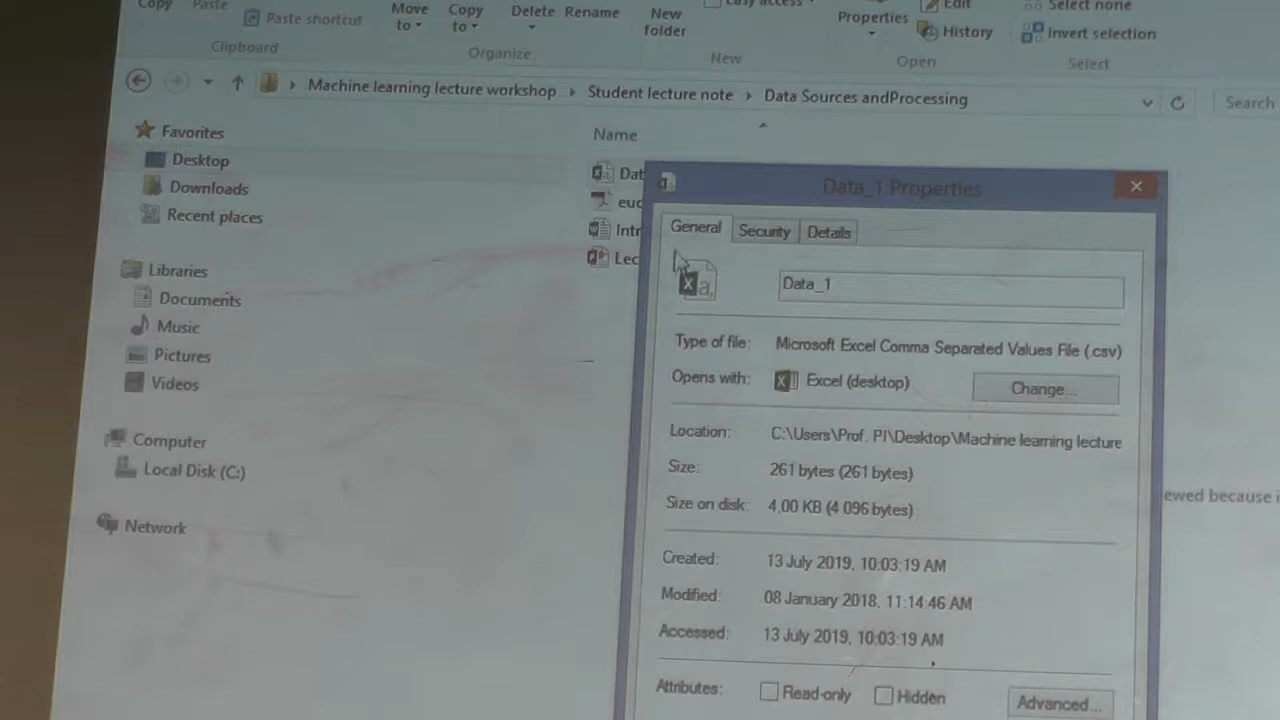 Copy Paste Paste shortcut Move to Copy to Delete Rename New folder Easy access Properties Edit History Select none Invert selection
Clipboard Organize New Open Select
Machine learning lecture workshop Student lecture note Data Sources andProcessing Search
Favorites
Desktop
Downloads
Recent places
Libraries
Documents
Music
Pictures
Videos
Computer
Local Disk (C:)
Network
Name
Dat
euc
Intr
Lec
Data_1 Properties
General Security Details
Data_1
Type of file: Microsoft Excel Comma Separated Values File (.csv)
Opens with: Excel (desktop) Change...
Location: C:\Users\Prof. PI\Desktop\Machine learning lecture
Size: 261 bytes (261 bytes)
Size on disk: 4.00 KB (4 096 bytes)
Created: 13 July 2019, 10:03:19 AM
Modified: 08 January 2018, 11:14:46 AM
Accessed: 13 July 2019, 10:03:19 AM
Attributes: Read-only Hidden Advanced...
ewed because i